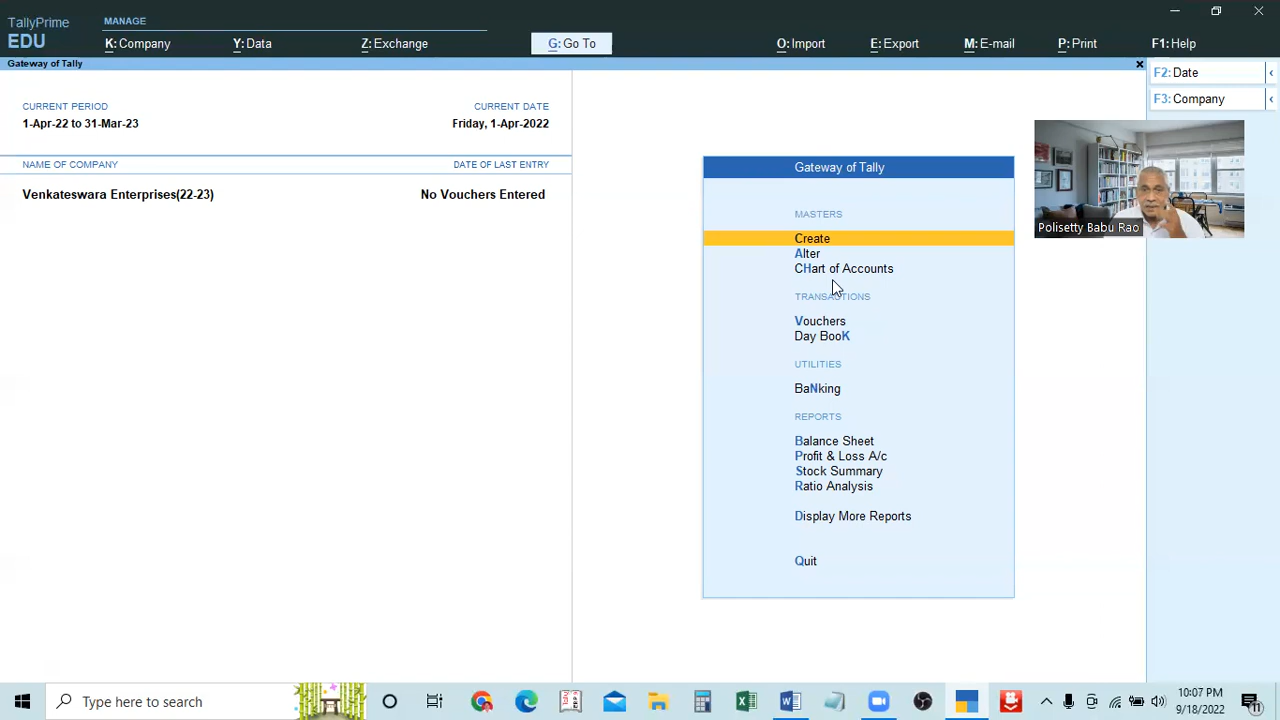 TallyPrime
EDU
MANAGE
K: Company
Y: Data
Z: Exchange
G: Go To
O: Import
E: Export
M: E-mail
P: Print
F1: Help
Gateway of Tally
F2: Date
F3: Company
CURRENT PERIOD
CURRENT DATE
1-Apr-22 to 31-Mar-23
Friday, 1-Apr-2022
NAME OF COMPANY
DATE OF LAST ENTRY
Venkateswara Enterprises(22-23)
No Vouchers Entered
Gateway of Tally
MASTERS
Create
Alter
CHart of Accounts
TRANSACTIONS
Vouchers
Day BooK
UTILITIES
BaNking
REPORTS
Balance Sheet
Profit & Loss A/c
Stock Summary
Ratio Analysis
Display More Reports
Quit
Polisetty Babu Rao
Type here to search
10:07 PM
9/18/2022